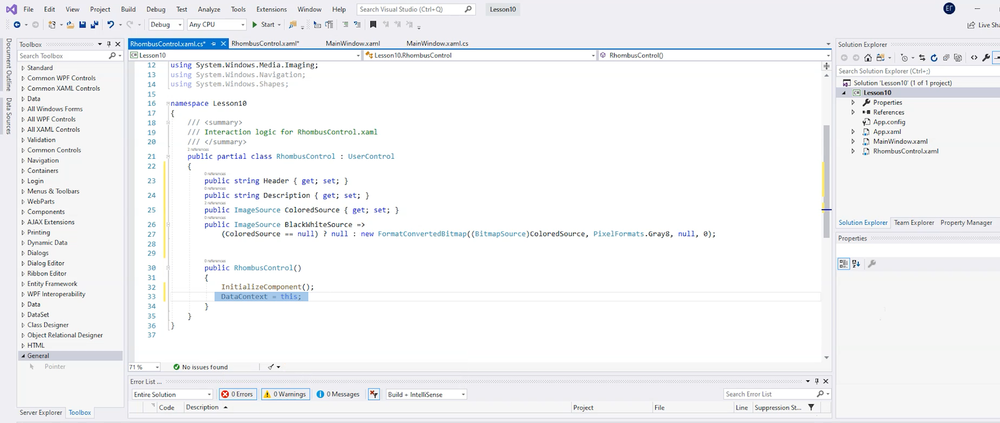 File Edit View Project Build Debug Test Analyze Tools Extensions Window Help Search Visual Studio (Ctrl+Q) Lesson10 ЕГ
Debug Any CPU Start Live Sha
Document Outline
Data Sources
Toolbox
Search Toolbox
Standard
Common WPF Controls
Common XAML Controls
Data
All Windows Forms
All WPF Controls
All XAML Controls
Validation
Common Controls
Navigation
Containers
Login
Menus & Toolbars
WebParts
Components
AJAX Extensions
Printing
Dynamic Data
Dialogs
Dialog Editor
Ribbon Editor
Entity Framework
WPF Interoperability
Data
DataSet
Class Designer
Object Relational Designer
HTML
General
Pointer
Server Explorer Toolbox
RhombusControl.xaml.cs* RhombusControl.xaml* MainWindow.xaml MainWindow.xaml.cs
C# Lesson10 Lesson10.RhombusControl RhombusControl()
12 using System.Windows.Media.Imaging;
13 using System.Windows.Navigation;
14 using System.Windows.Shapes;
15
16 namespace Lesson10
17 {
18 /// <summary>
19 /// Interaction logic for RhombusControl.xaml
20 /// </summary>
2 references
21 public partial class RhombusControl : UserControl
22 {
0 references
23 public string Header { get; set; }
0 references
24 public string Description { get; set; }
2 references
25 public ImageSource ColoredSource { get; set; }
0 references
26 public ImageSource BlackWhiteSource =>
27 (ColoredSource == null) ? null : new FormatConvertedBitmap((BitmapSource)ColoredSource, PixelFormats.Gray8, null, 0);
28
29
0 references
30 public RhombusControl()
31 {
32 InitializeComponent();
33 DataContext = this;
34 }
35 }
36 }
37
71 % No issues found
Error List ...
Entire Solution 0 Errors 0 Warnings 0 Messages Build + IntelliSense Search Error List
Code Description Project File Line Suppression St...
Solution Explorer
Search Solution Explorer (Ctrl+;)
Solution 'Lesson10' (1 of 1 project)
C# Lesson10
Properties
References
App.config
App.xaml
MainWindow.xaml
RhombusControl.xaml
Solution Explorer Team Explorer Property Manager
Properties